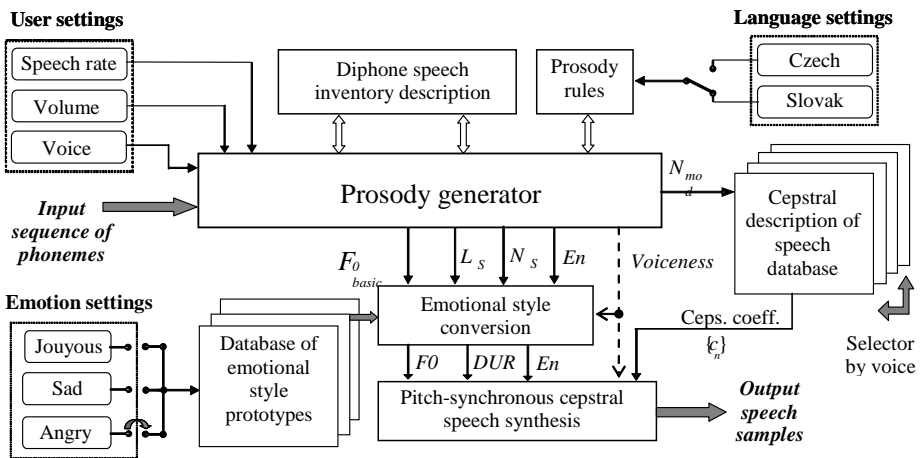 User settings
Speech rate
Volume
Voice
Diphone speech
inventory description
Prosody
rules
Language settings
Czech
Slovak
Input
sequence of
phonemes
Prosody generator
N mo
d
Cepstral
description of
speech
database
F 0
basic
L S
N S
En
Voiceness
Emotion settings
Jouyous
Sad
Angry
Database of
emotional
style
prototypes
Emotional style
conversion
Ceps. coeff.
{c n}
Selector
by voice
F0
DUR
En
Pitch-synchronous cepstral
speech synthesis
Output
speech
samples